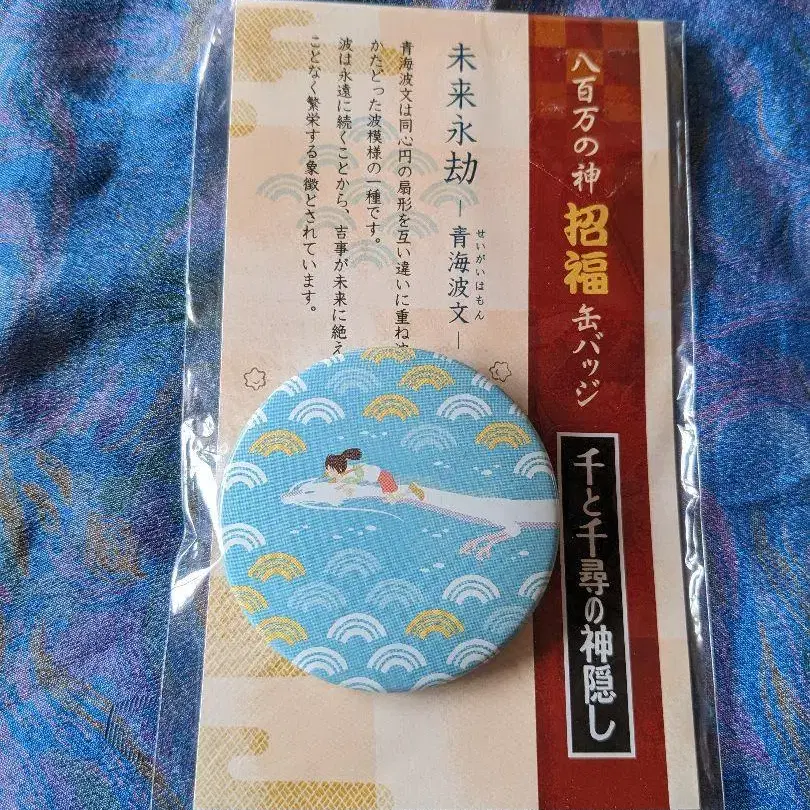 八百万の神 招福 缶バッジ
千と千尋の神隠し
未来永劫
―青海波文―
せいがいはもん
青海波文は同心円の扇形を互い違いに重ね
かたどった波模様の一種です。
波は永遠に続くことから、吉事が未来に絶え
ことなく繁栄する象徴とされています。